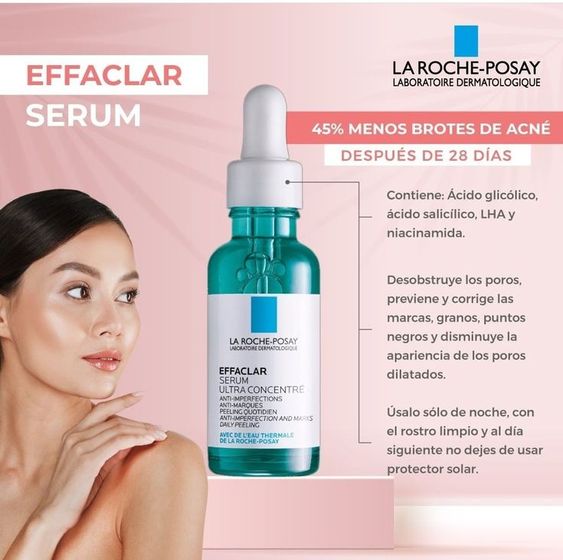 EFFACLAR
SERUM
LA ROCHE-POSAY
LABORATOIRE DERMATOLOGIQUE
45% MENOS BROTES DE ACNÉ
DESPUÉS DE 28 DÍAS
Contiene: Ácido glicólico,
ácido salicílico, LHA y
niacinamida.
Desobstruye los poros,
previene y corrige las
marcas, granos, puntos
negros y disminuye la
apariencia de los poros
dilatados.
Úsalo sólo de noche, con
el rostro limpio y al día
siguiente no dejes de usar
protector solar.
LA ROCHE-POSAY
LABORATOIRE DERMATOLOGIQUE
EFFACLAR
SERUM
ULTRA CONCENTRÉ
ANTI-IMPERFECTIONS
ANTI-MARQUES
PEELING QUOTIDIEN
ANTI-IMPERFECTION AND MARKS
DAILY PEELING
AVEC DE L'EAU THERMALE
DE LA ROCHE-POSAY